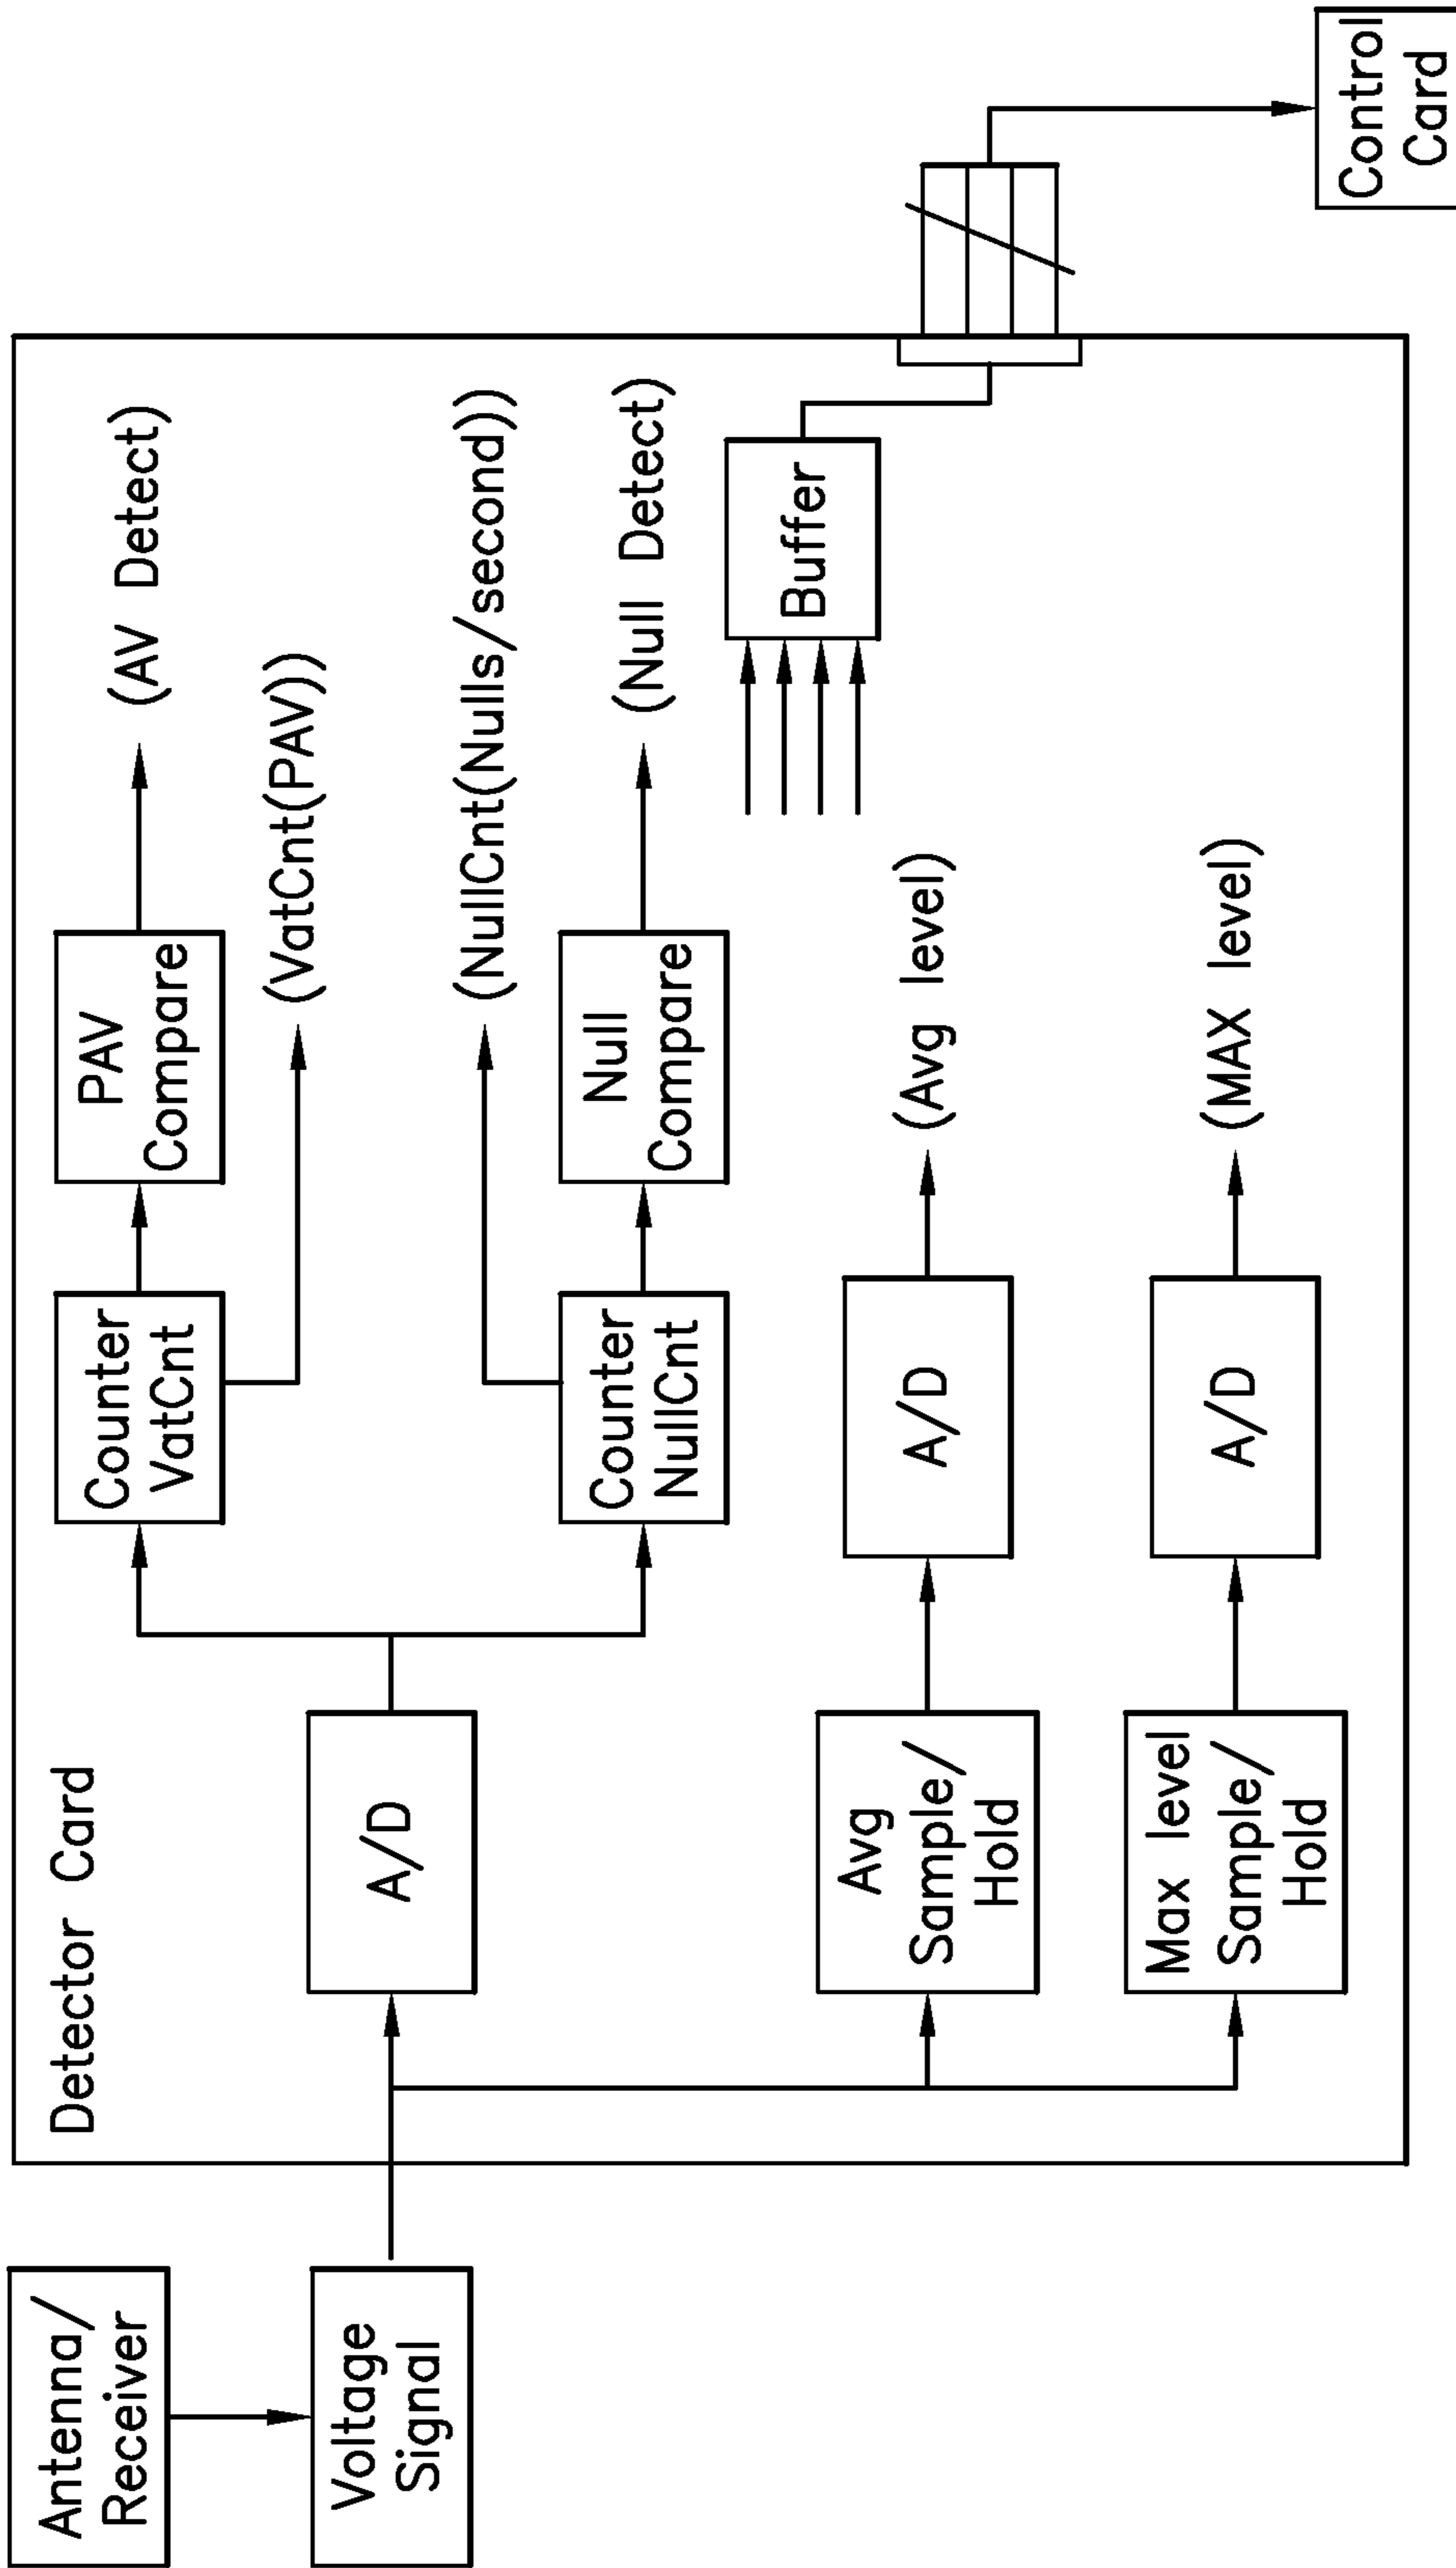 Antenna/
Receiver
Voltage
Signal
Detector Card
A/D
Counter
VatCnt
PAV
Compare
(AV Detect)
(VatCnt(PAV))
(NullCnt(Nulls/second))
Counter
NullCnt
Null
Compare
(Null Detect)
Buffer
Avg
Sample/
Hold
A/D
(Avg level)
Max level
Sample/
Hold
A/D
(MAX level)
Control
Card